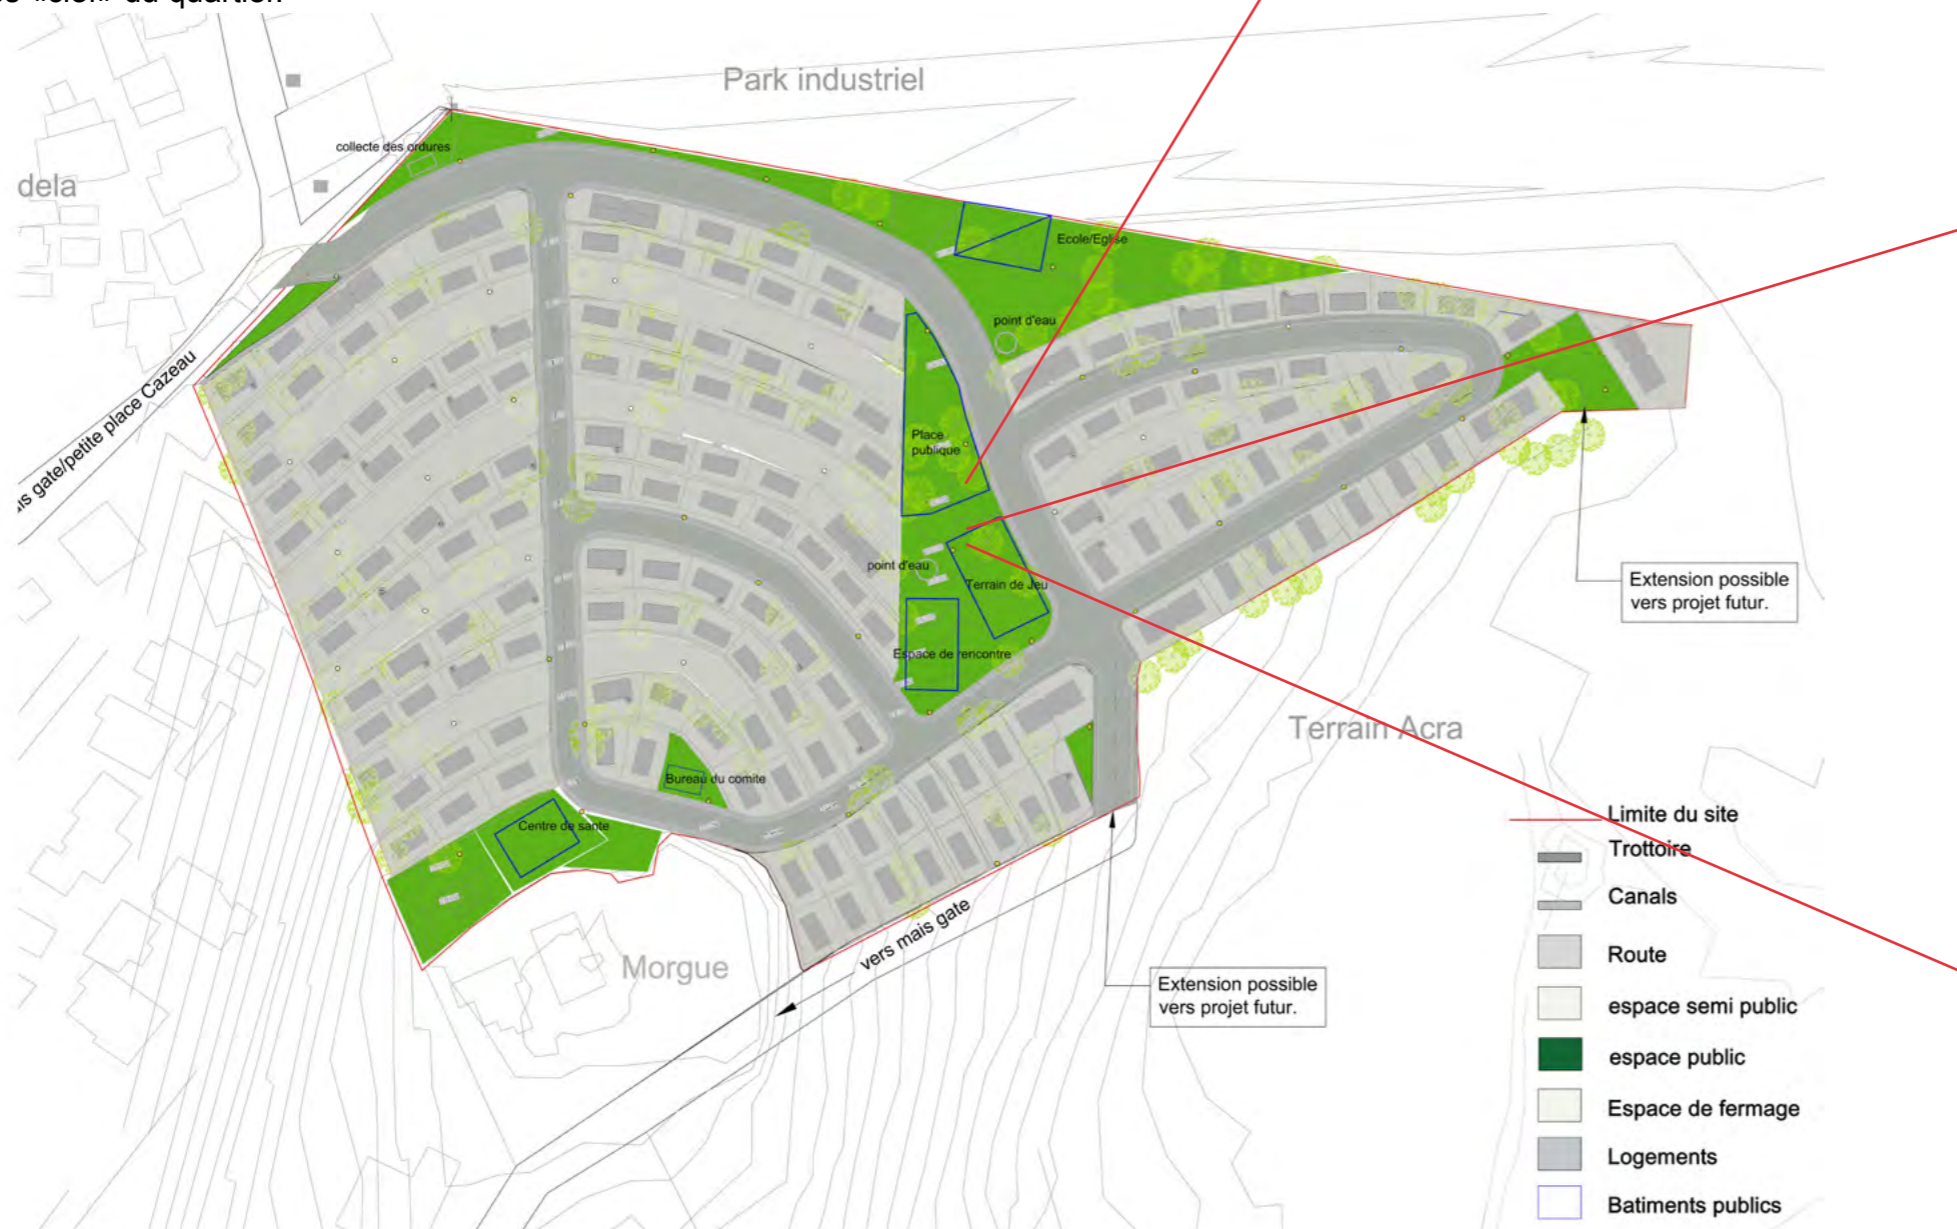 du quartier.
Park industriel
collecte des ordures
dela
Ecole/Eglise
point d'eau
gate/petite place Cazeau
Place
publique
point d'eau
Terrain de Jeu
Extension possible
vers projet futur.
Espace de rencontre
Terrain Acra
Bureau du comite
Centre de sante
Limite du site
Trottoire
Canals
vers mais gate
Morgue
Route
Extension possible
vers projet futur.
espace semi public
espace public
Espace de fermage
Logements
Batiments publics